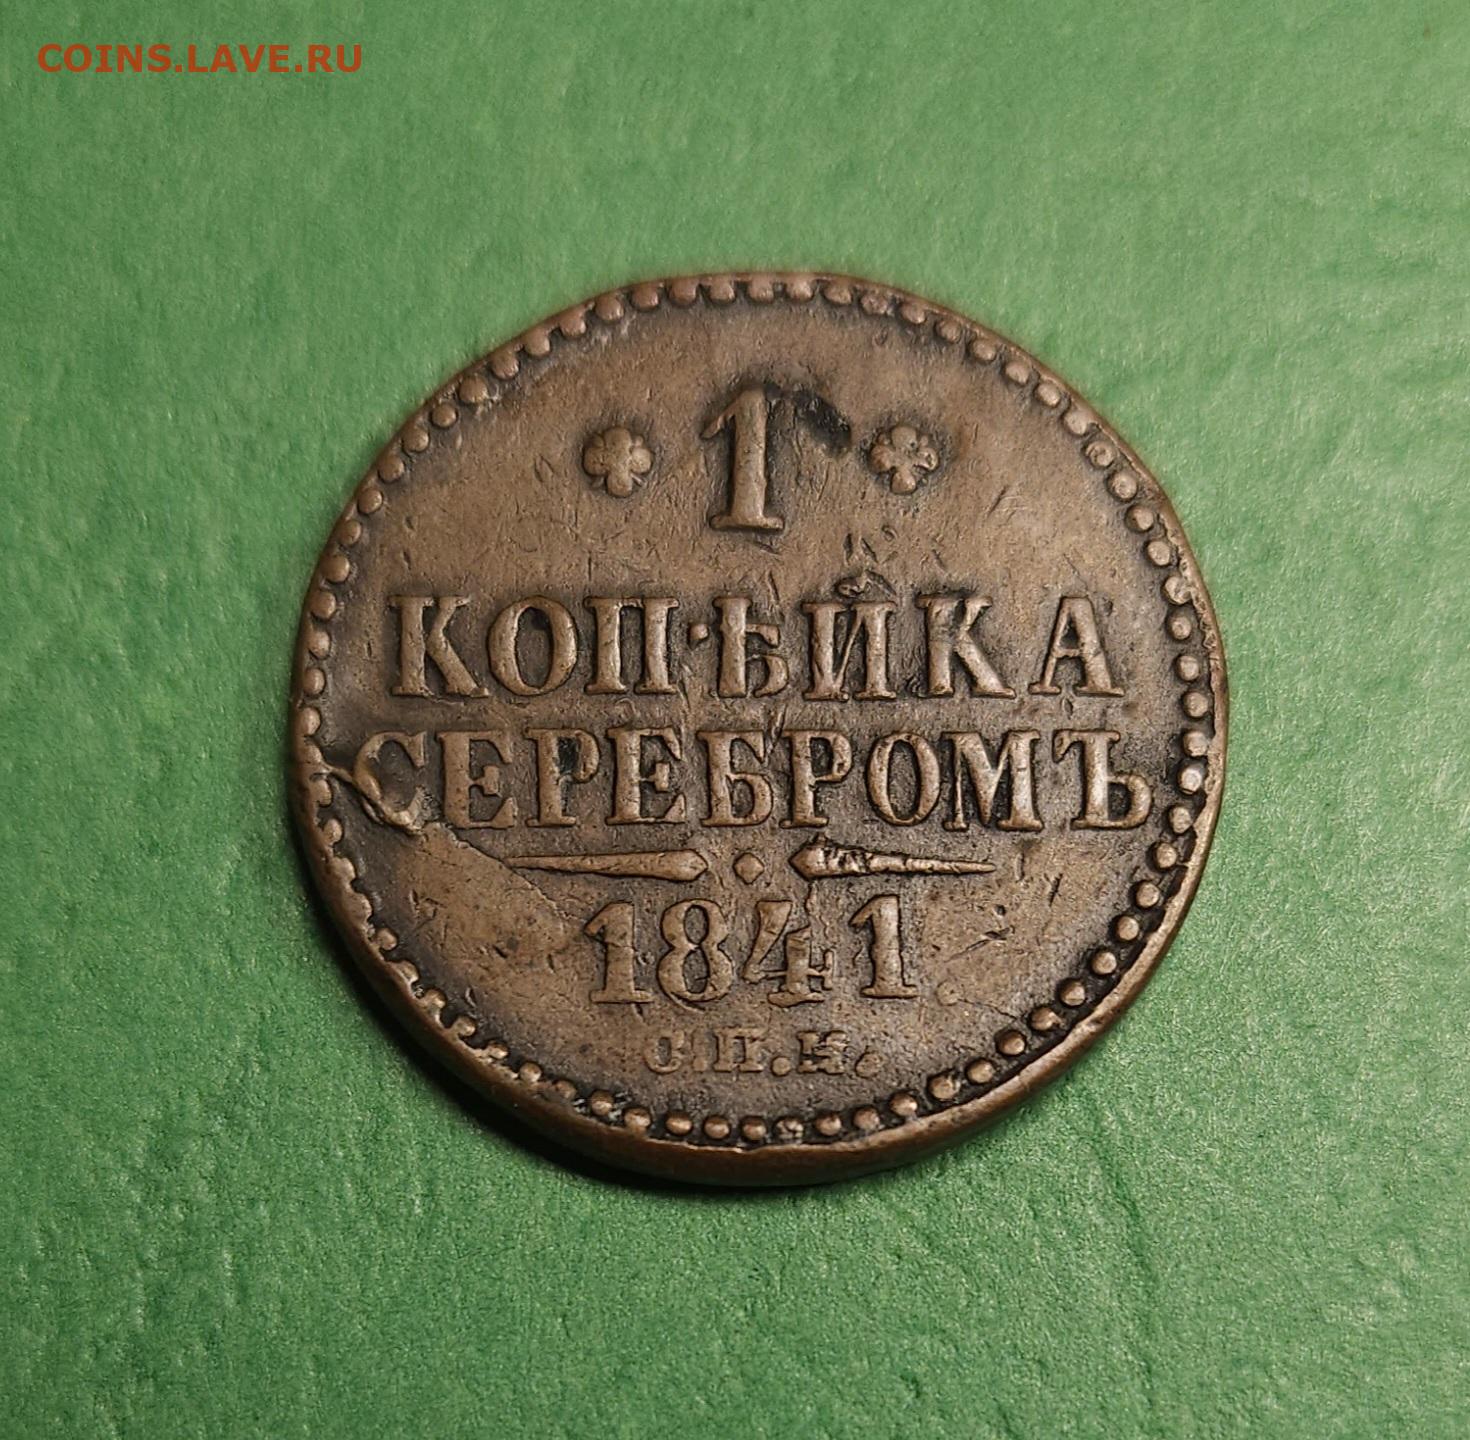 COINS.LAVE.RU
1
КОПѢЙКА
СЕРЕБРОМЪ
1841.
С.П.К.